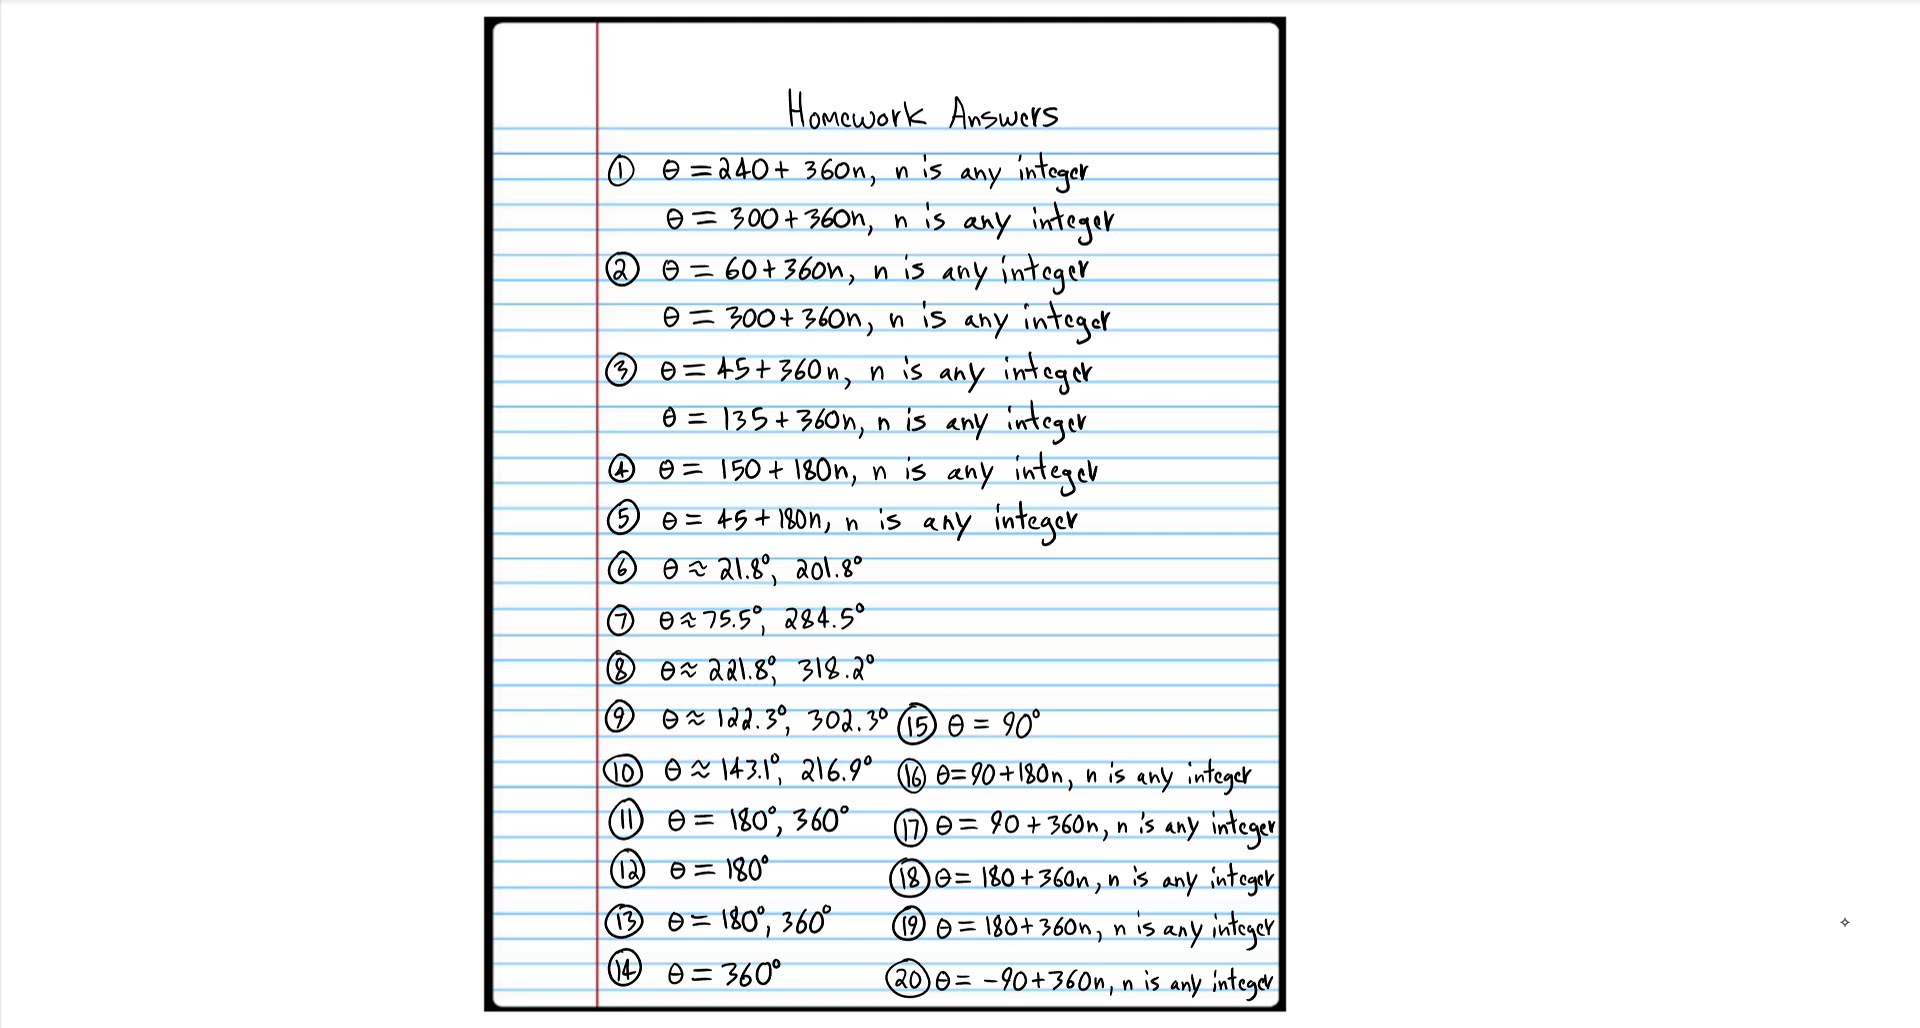 Homework Answers
① θ = 240 + 360n, n is any integer
θ = 300 + 360n, n is any integer
② θ = 60 + 360n, n is any integer
θ = 300 + 360n, n is any integer
③ θ = 45 + 360n, n is any integer
θ = 135 + 360n, n is any integer
④ θ = 150 + 180n, n is any integer
⑤ θ = 45 + 180n, n is any integer
⑥ θ ≈ 21.8°, 201.8°
⑦ θ ≈ 75.5°, 284.5°
⑧ θ ≈ 221.8°, 318.2°
⑨ θ ≈ 122.3°, 302.3°
⑩ θ ≈ 143.1°, 216.9°
⑪ θ = 180°, 360°
⑫ θ = 180°
⑬ θ = 180°, 360°
⑭ θ = 360°
⑮ θ = 90°
⑯ θ = 90 + 180n, n is any integer
⑰ θ = 90 + 360n, n is any integer
⑱ θ = 180 + 360n, n is any integer
⑲ θ = 180 + 360n, n is any integer
⑳ θ = -90 + 360n, n is any integer